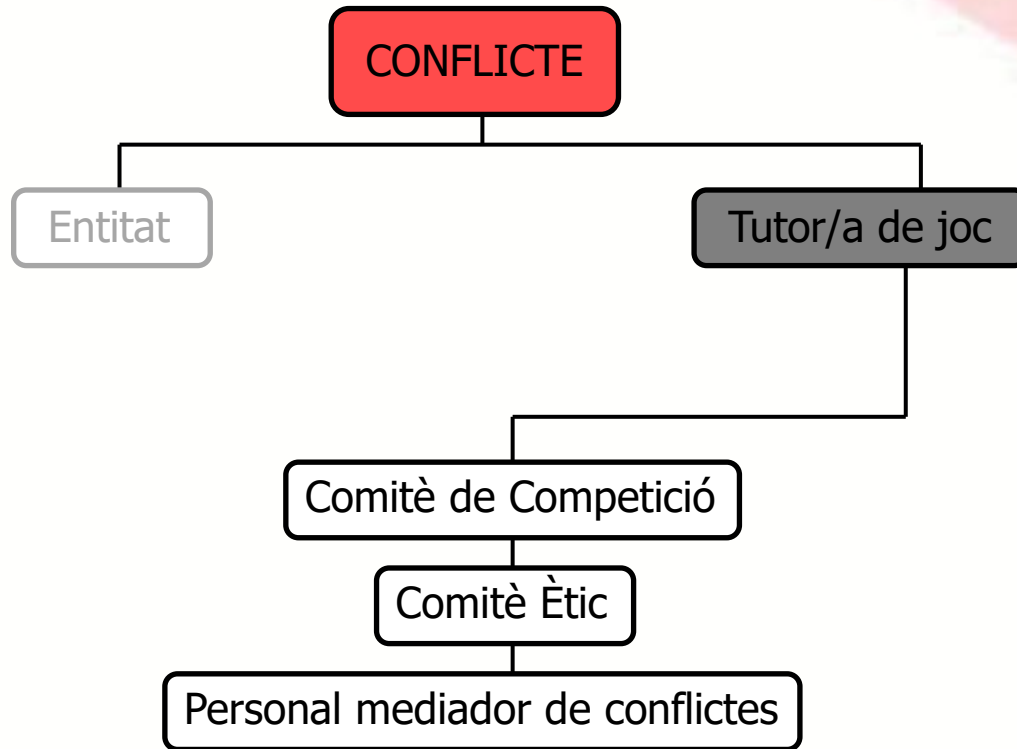 CONFLICTE
Entitat
Tutor/a de joc
Comitè de Competició
Comitè Ètic
Personal mediador de conflictes